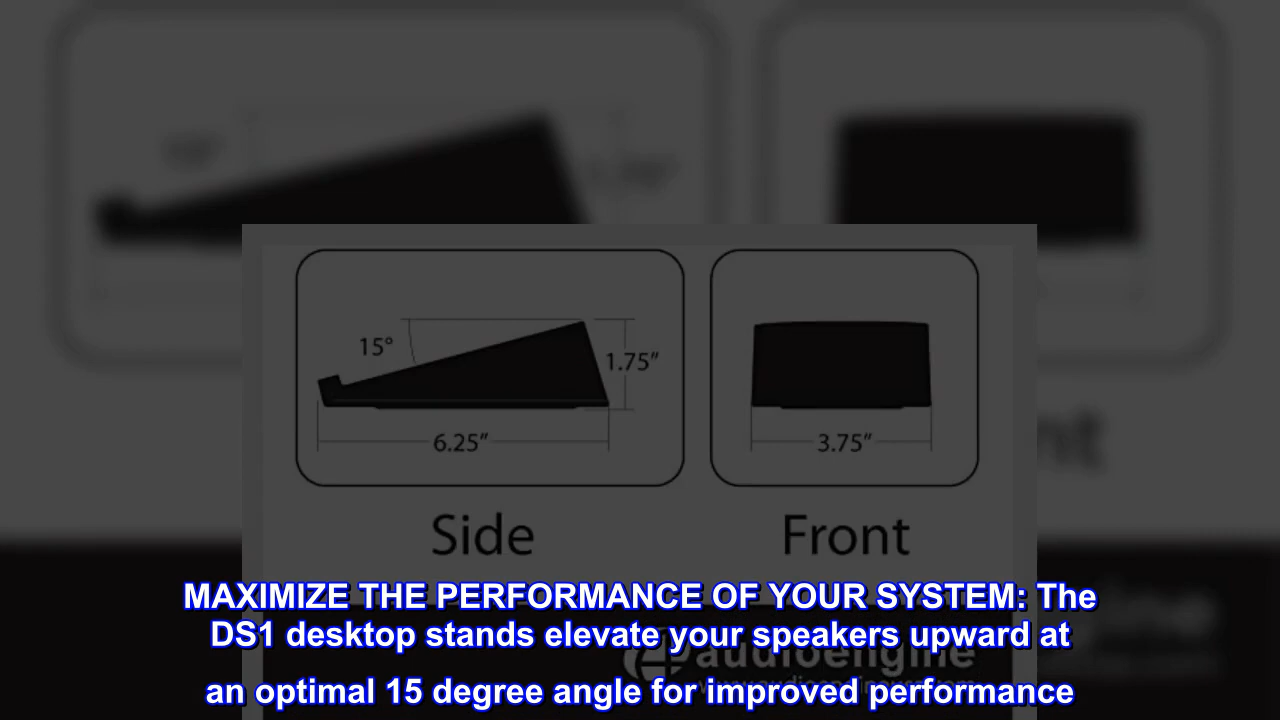 15°
1.75”
6.25”
3.75”
Side
Front
MAXIMIZE THE PERFORMANCE OF YOUR SYSTEM: The
DS1 desktop stands elevate your speakers upward at
audioengine
an optimal 15 degree angle for improved performance